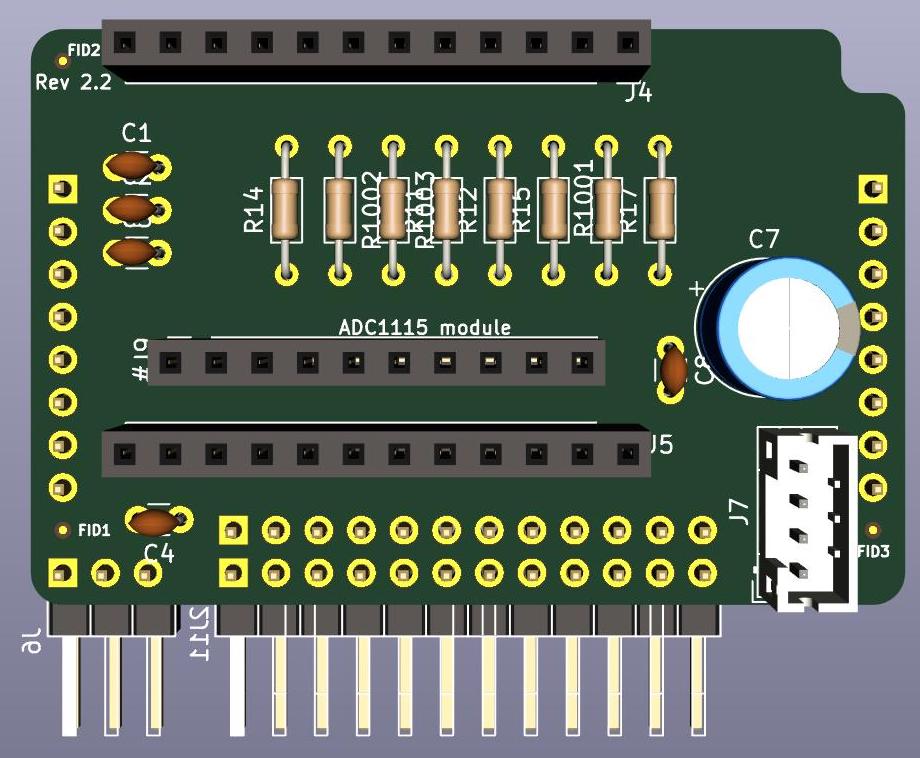 FID2
Rev 2.2
J4
C1
R14
R1002
R1003
R12
R15
R1001
R17
C7
+
ADC1115 module
C8
J5
J7
FID1
C4
FID3
J6